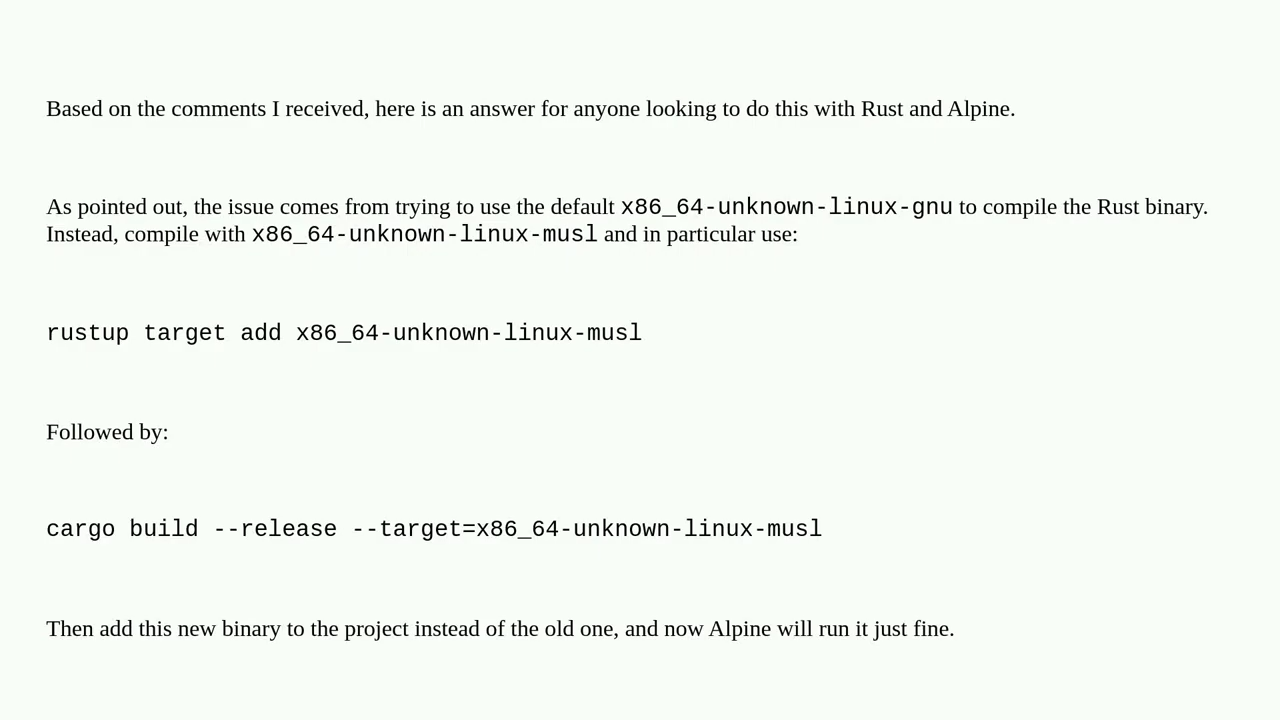 Based on the comments I received, here is an answer for anyone looking to do this with Rust and Alpine.
As pointed out, the issue comes from trying to use the default x86_64-unknown-linux-gnu to compile the Rust binary.
Instead, compile with x86_64-unknown-linux-musl and in particular use:
rustup target add x86_64-unknown-linux-musl
Followed by:
cargo build --release --target=x86_64-unknown-linux-musl
Then add this new binary to the project instead of the old one, and now Alpine will run it just fine.